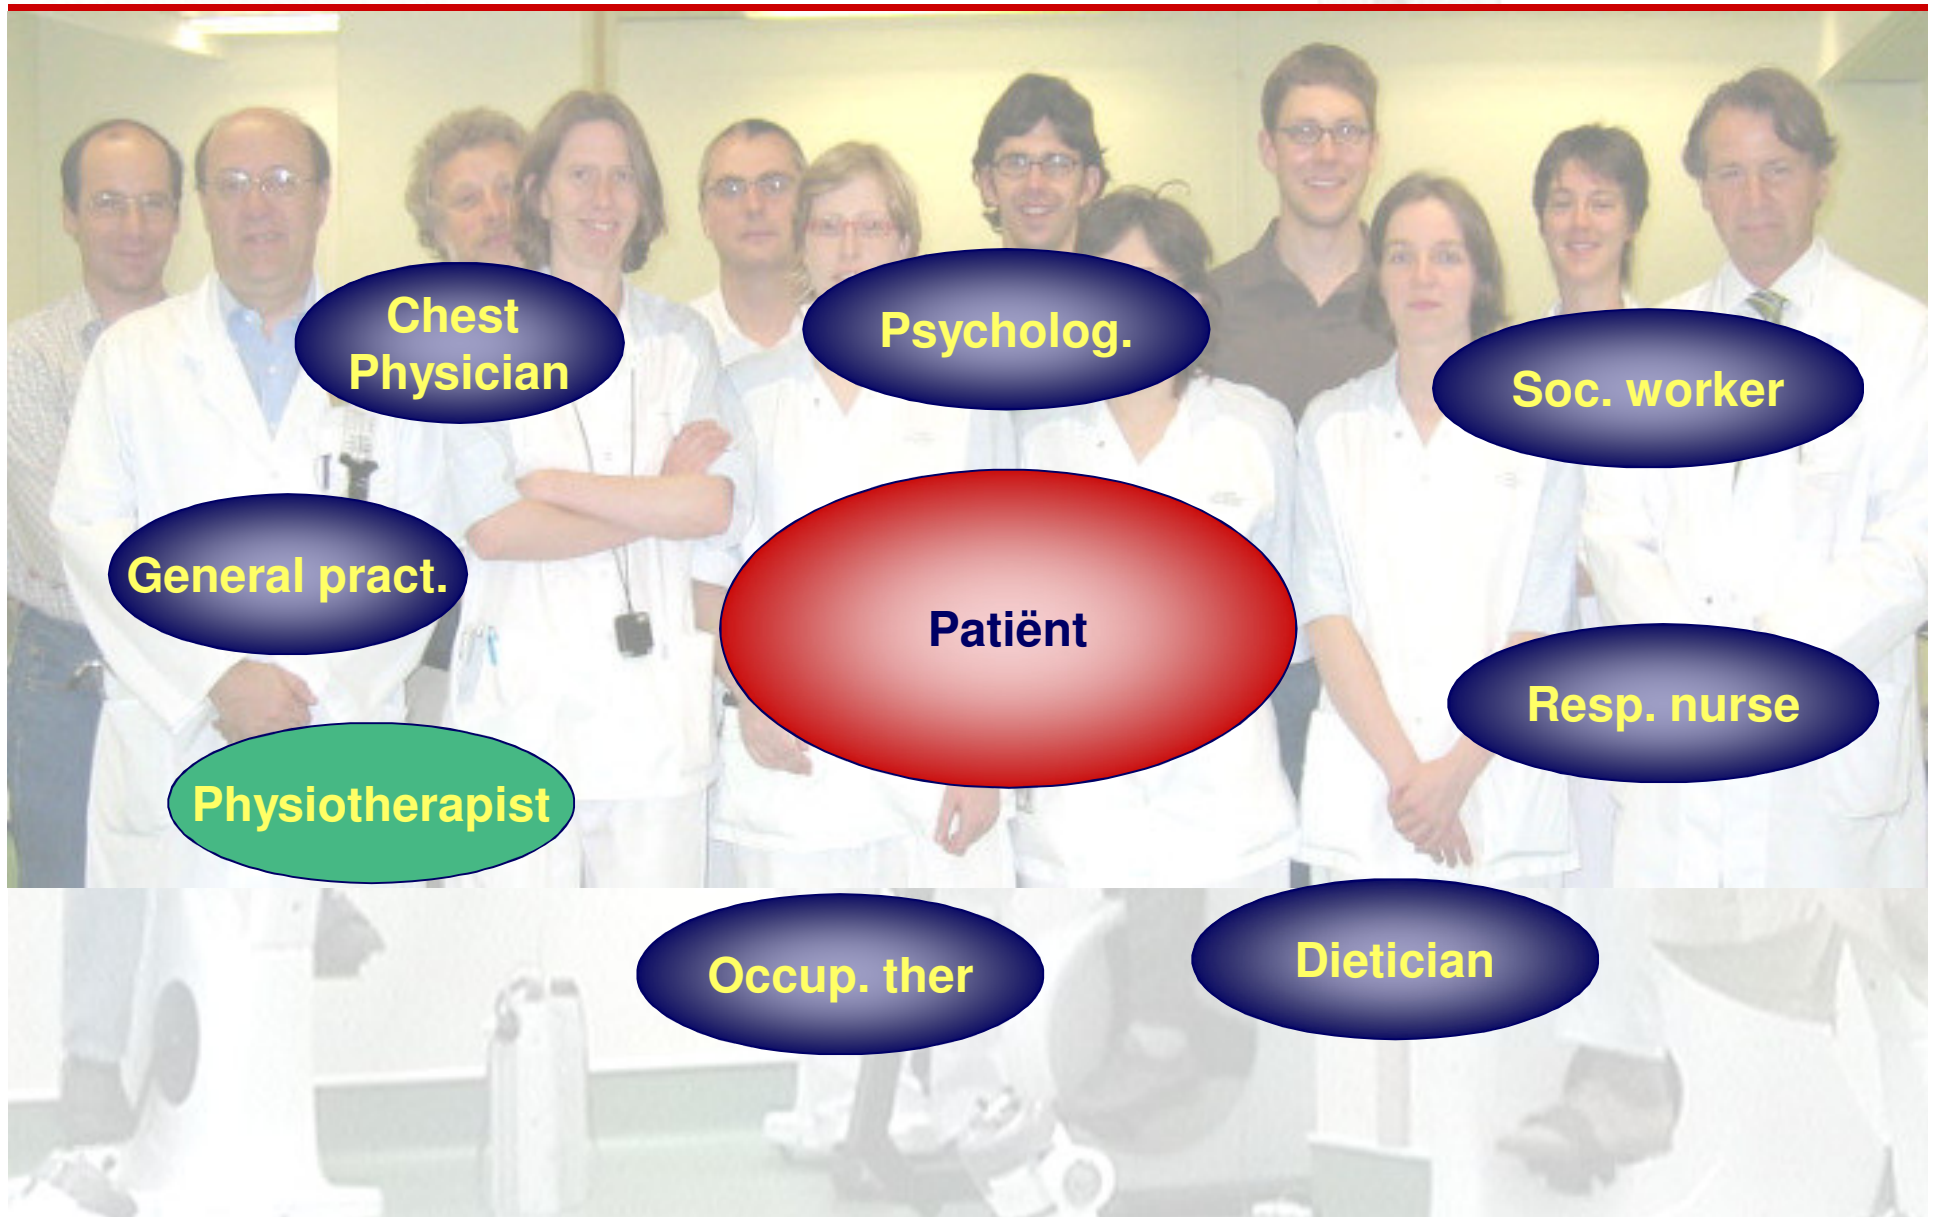 Chest
Physician
Psycholog.
Soc. worker
General pract.
Patiënt
Resp. nurse
Physiotherapist
Occup. ther
Dietician